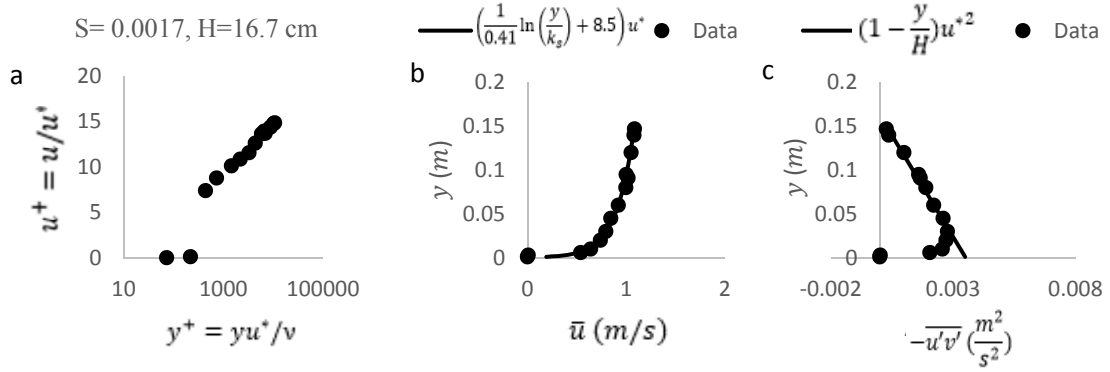 S= 0.0017, H=16.7 cm
(1/0.41 ln(y/kₛ) + 8.5) u*
Data
(1 − y/H)u*²
Data
a
20
15
10
5
0
10
1000
100000
u⁺ = u/u*
y⁺ = yu*/v
b
0.2
0.15
0.1
0.05
0
0
1
2
y (m)
u̅ (m/s)
c
0.2
0.15
0.1
0.05
0
-0.002
0.003
0.008
y (m)
−u′v′ (m²/s²)